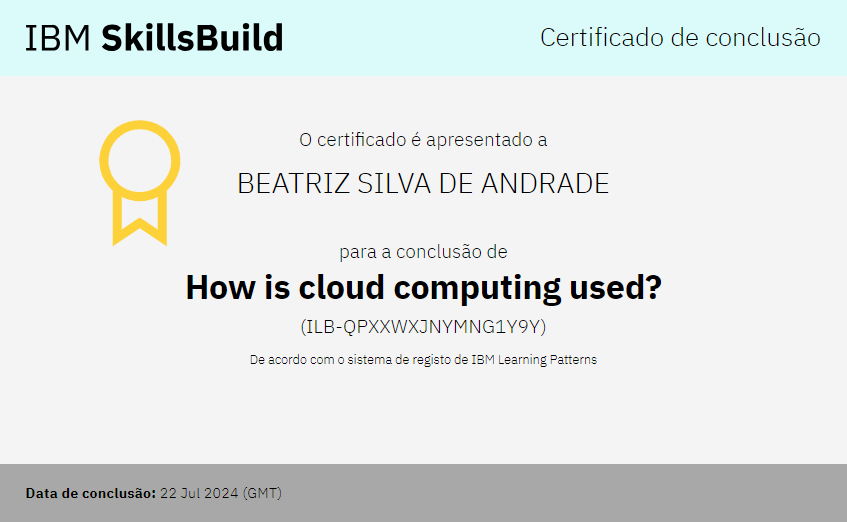 IBM SkillsBuild
Certificado de conclusão
O certificado é apresentado a
BEATRIZ SILVA DE ANDRADE
para a conclusão de
How is cloud computing used?
(ILB-QPXXWXJNYMNG1Y9Y)
De acordo com o sistema de registo de IBM Learning Patterns
Data de conclusão: 22 Jul 2024 (GMT)